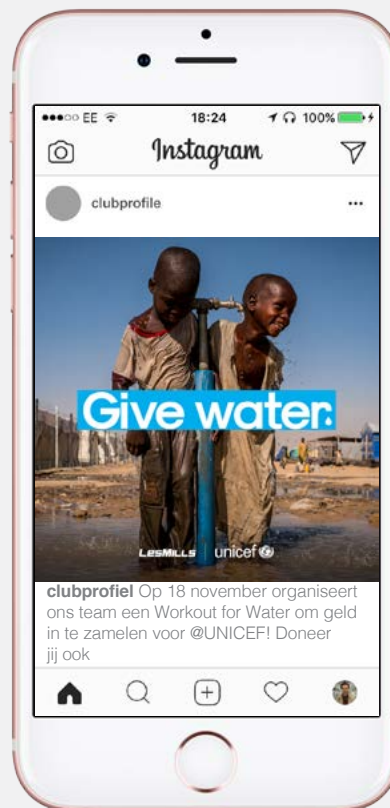 EE 18:24 100%
Instagram
clubprofile
Give water.
LESMILLS unicef
clubprofiel Op 18 november organiseert
ons team een Workout for Water om geld
in te zamelen voor @UNICEF! Doneer
jij ook